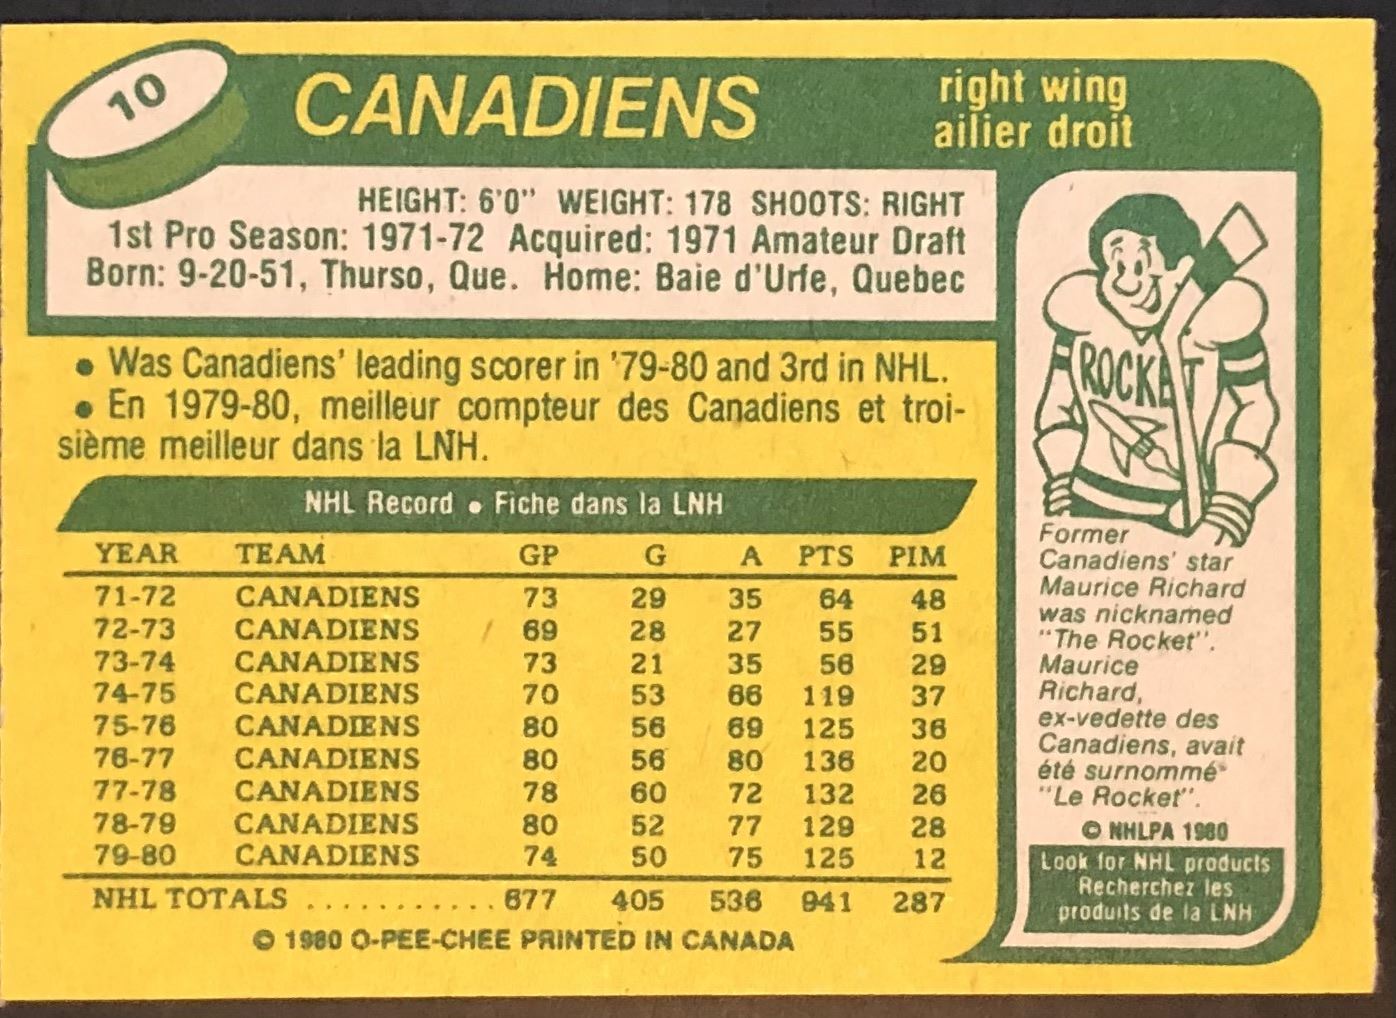 10
CANADIENS
right wing
ailier droit
HEIGHT: 6'0" WEIGHT: 178 SHOOTS: RIGHT
1st Pro Season: 1971-72 Acquired: 1971 Amateur Draft
Born: 9-20-51, Thurso, Que. Home: Baie d'Urfe, Quebec
• Was Canadiens' leading scorer in '79-80 and 3rd in NHL.
• En 1979-80, meilleur compteur des Canadiens et troi-
sième meilleur dans la LNH.
NHL Record • Fiche dans la LNH
YEAR TEAM GP G A PTS PIM
71-72 CANADIENS 73 29 35 64 48
72-73 CANADIENS 69 28 27 55 51
73-74 CANADIENS 73 21 35 56 29
74-75 CANADIENS 70 53 66 119 37
75-76 CANADIENS 80 56 69 125 36
76-77 CANADIENS 80 56 80 136 20
77-78 CANADIENS 78 60 72 132 26
78-79 CANADIENS 80 52 77 129 28
79-80 CANADIENS 74 50 75 125 12
NHL TOTALS ............ 677 405 536 941 287
© 1980 O-PEE-CHEE PRINTED IN CANADA
ROCKET
Former
Canadiens' star
Maurice Richard
was nicknamed
"The Rocket".
Maurice
Richard,
ex-vedette des
Canadiens, avait
été surnommé
"Le Rocket".
© NHLPA 1980
Look for NHL products
Recherchez les
produits de la LNH